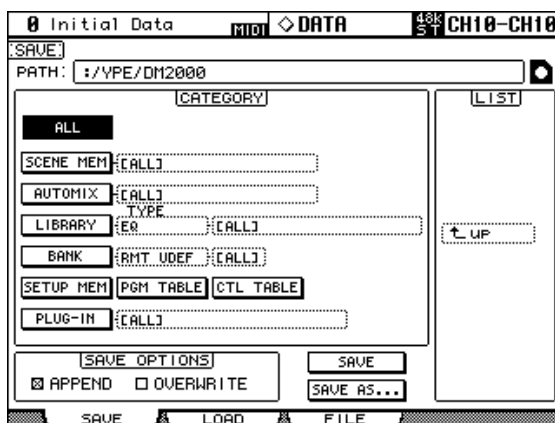 0 Initial Data MIDI ◇DATA 48k ST CH10-CH10
:SAVE:
PATH: :/YPE/DM2000
CATEGORY
LIST
ALL
SCENE MEM [ALL]
AUTOMIX [ALL]
TYPE
LIBRARY EQ [ALL]
UP
BANK RMT UDEF [ALL]
SETUP MEM PGM TABLE CTL TABLE
PLUG-IN [ALL]
SAVE OPTIONS
SAVE
APPEND OVERWRITE
SAVE AS...
SAVE LOAD FILE